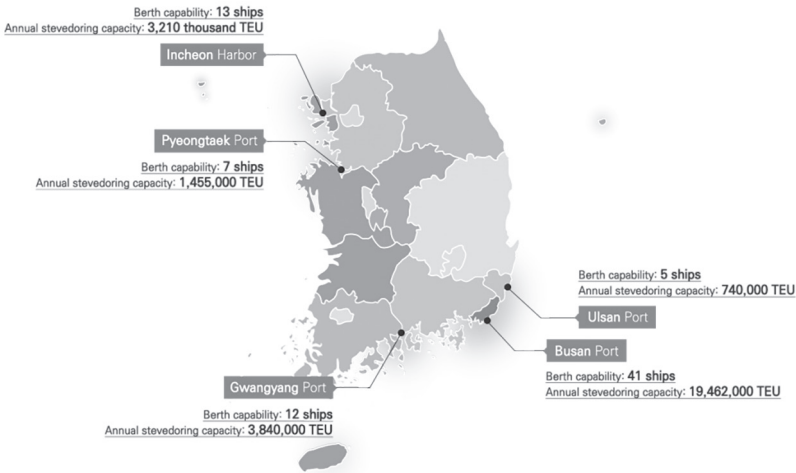 Berth capability: 13 ships
Annual stevedoring capacity: 3,210 thousand TEU
Incheon Harbor
Pyeongtaek Port
Berth capability: 7 ships
Annual stevedoring capacity: 1,455,000 TEU
Berth capability: 5 ships
Annual stevedoring capacity: 740,000 TEU
Ulsan Port
Busan Port
Berth capability: 41 ships
Annual stevedoring capacity: 19,462,000 TEU
Gwangyang Port
Berth capability: 12 ships
Annual stevedoring capacity: 3,840,000 TEU